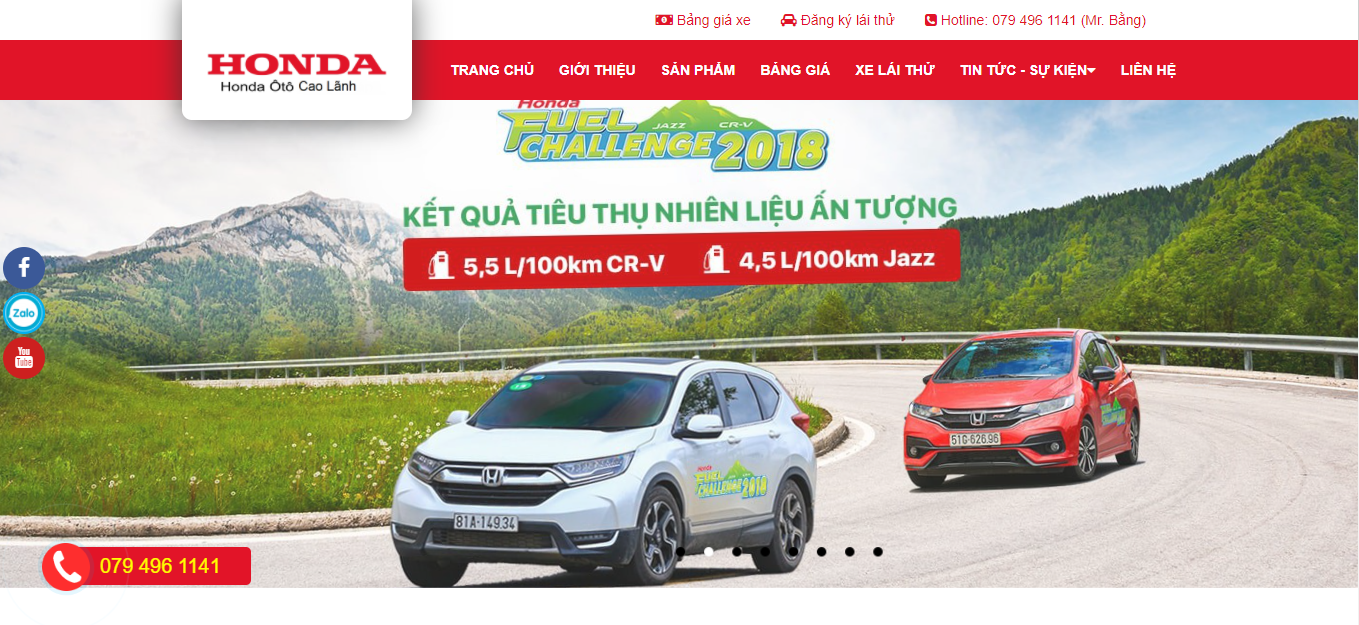 Bảng giá xe
Đăng ký lái thử
Hotline: 079 496 1141 (Mr. Bằng)
HONDA
Honda Ôtô Cao Lãnh
TRANG CHỦ
GIỚI THIỆU
SẢN PHẨM
BẢNG GIÁ
XE LÁI THỬ
TIN TỨC - SỰ KIỆN
LIÊN HỆ
Honda
FUEL
JAZZ CR-V
CHALLENGE 2018
KẾT QUẢ TIÊU THỤ NHIÊN LIỆU ẤN TƯỢNG
5,5 L/100km CR-V
4,5 L/100km Jazz
f
Zalo
You
Tube
51G-626.96
Honda
FUEL
CHALLENGE 2018
81A-149.34
079 496 1141